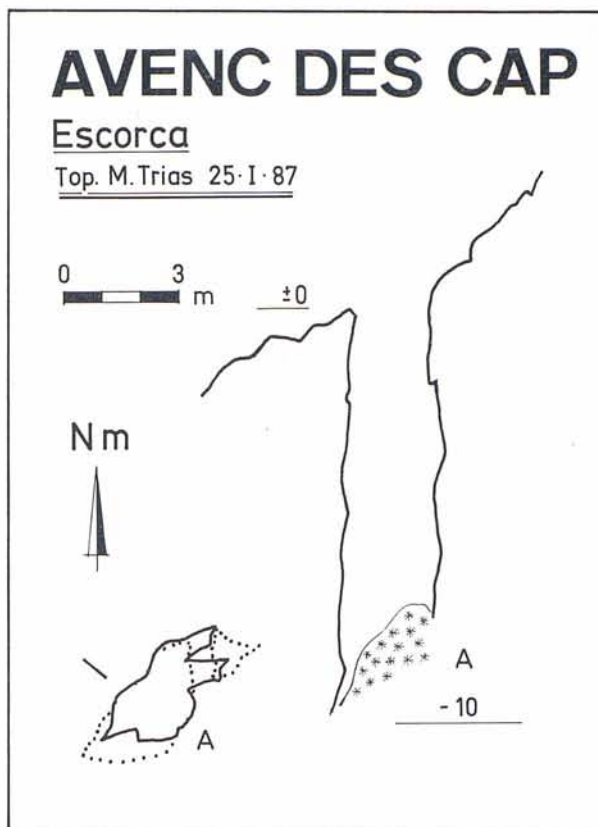 AVENC DES CAP
Escorca
Top. M. Trias 25·I·87
0 3 m
±0
Nm
A
A
-10